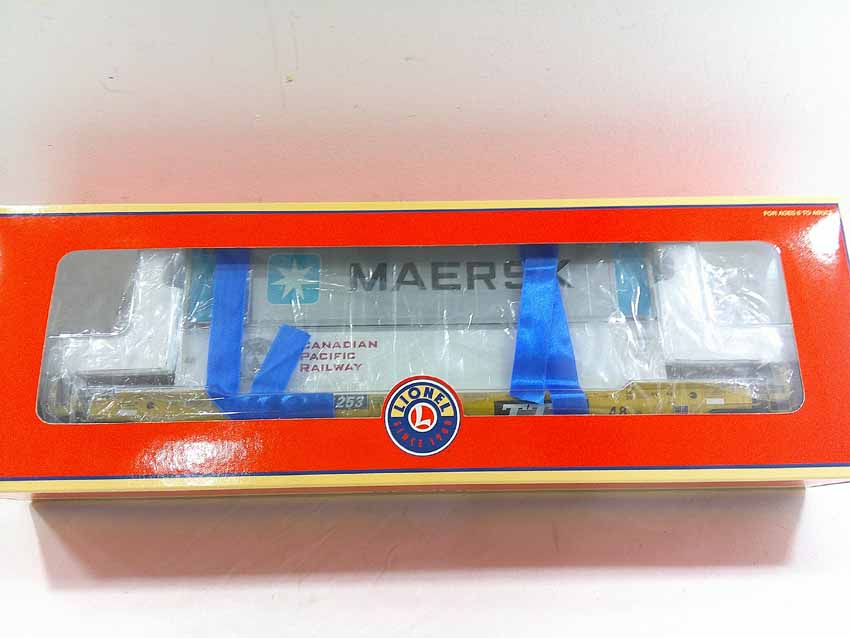 FOR AGES 8 TO ADULT
MAERSK
CANADIAN
PACIFIC
RAILWAY
253
TT
48
LIONEL
L
SINCE 1900